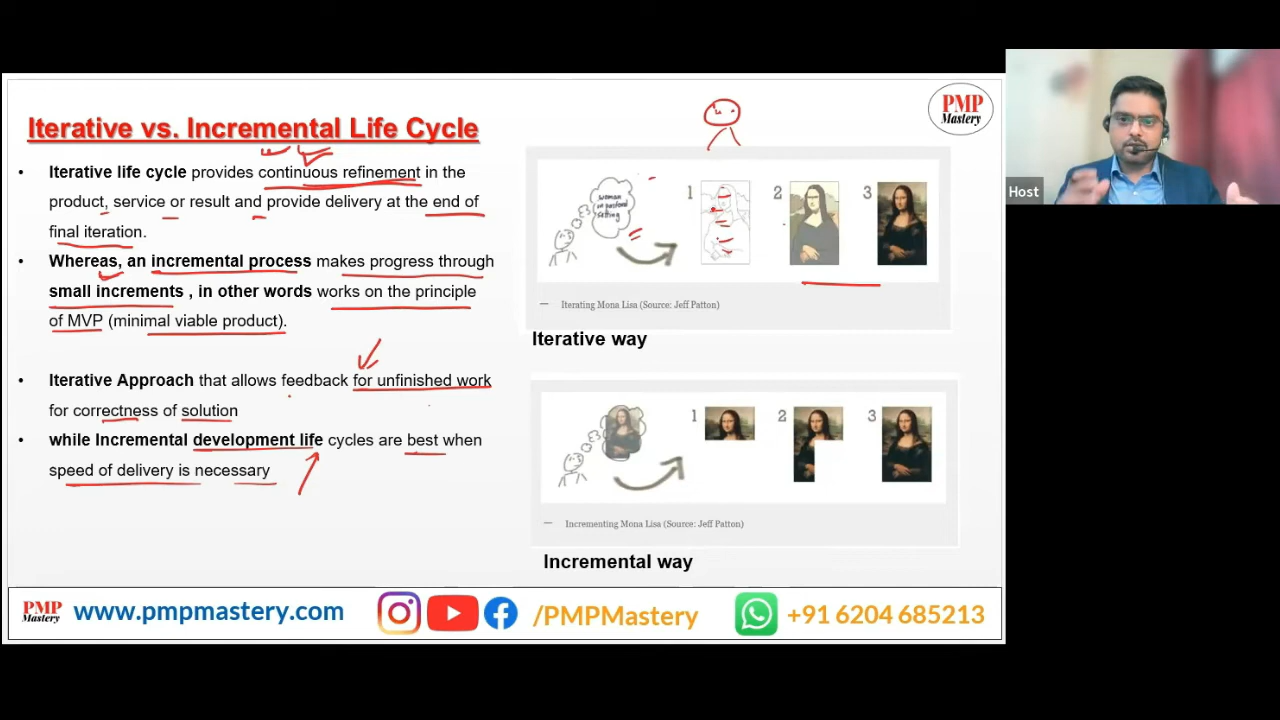 Iterative vs. Incremental Life Cycle
PMP
Mastery
• Iterative life cycle provides continuous refinement in the
product, service or result and provide delivery at the end of
final iteration.
• Whereas, an incremental process makes progress through
small increments , in other words works on the principle
of MVP (minimal viable product).
• Iterative Approach that allows feedback for unfinished work
for correctness of solution
• while Incremental development life cycles are best when
speed of delivery is necessary
woman
in pastoral
setting
1
2
3
— Iterating Mona Lisa (Source: Jeff Patton)
Iterative way
1
2
3
— Incrementing Mona Lisa (Source: Jeff Patton)
Incremental way
Host
PMP
Mastery
www.pmpmastery.com
/PMPMastery
+91 6204 685213